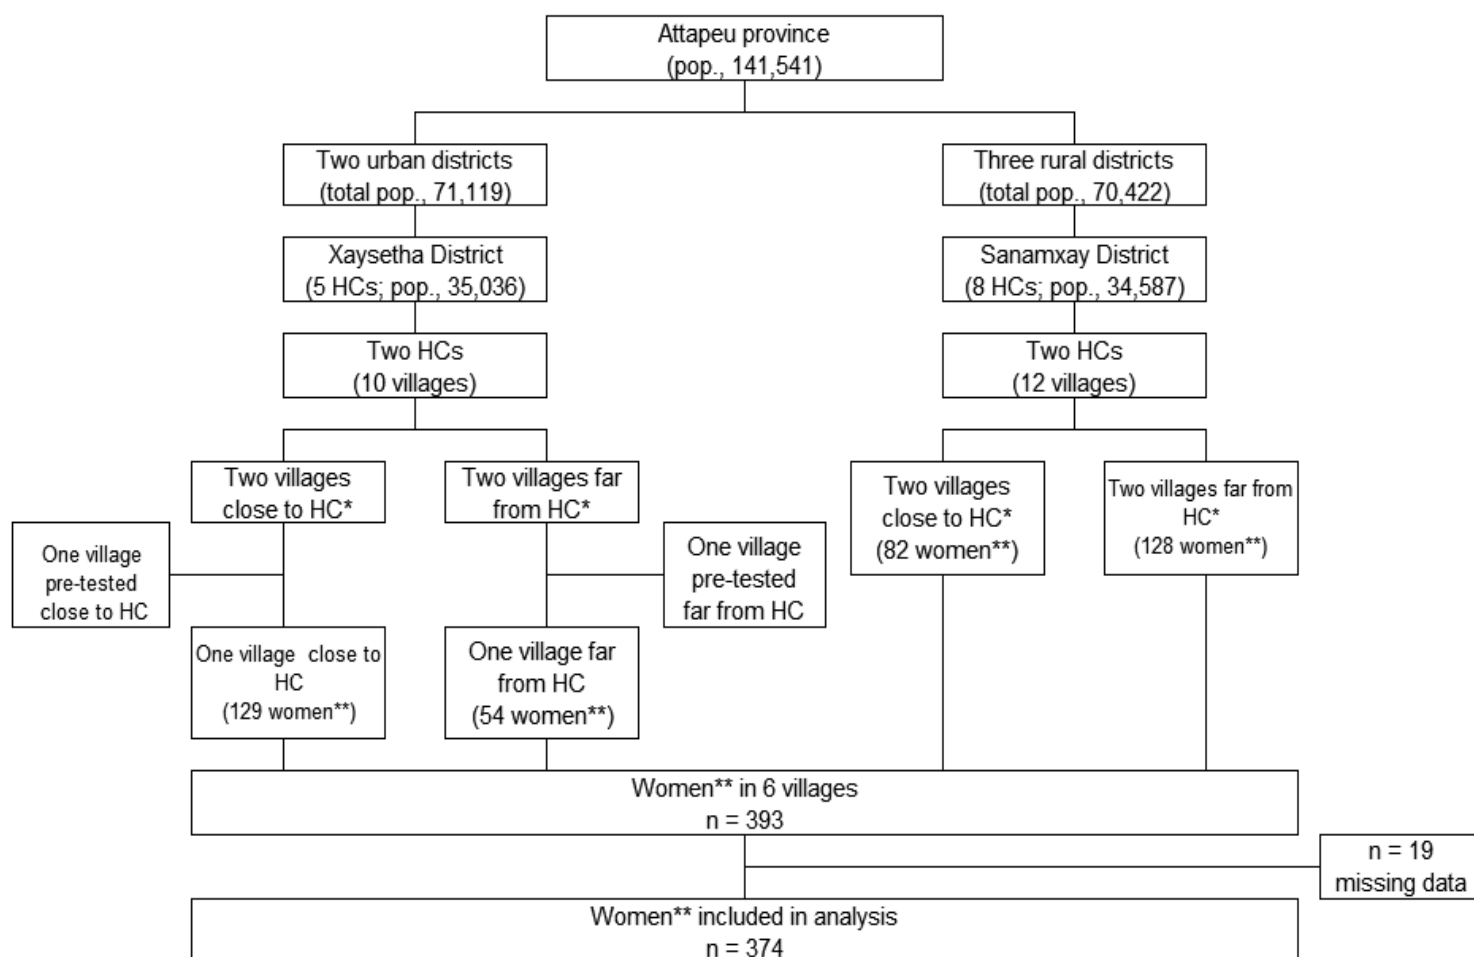 Attapeu province
(pop., 141,541)
Two urban districts
(total pop., 71,119)
Three rural districts
(total pop., 70,422)
Xaysetha District
(5 HCs; pop., 35,036)
Sanamxay District
(8 HCs; pop., 34,587)
Two HCs
(10 villages)
Two HCs
(12 villages)
Two villages
close to HC*
Two villages far
from HC*
Two villages
close to HC*
(82 women**)
Two villages far from
HC*
(128 women**)
One village
pre-tested
close to HC
One village
pre-tested
far from HC
One village close to
HC
(129 women**)
One village far
from HC
(54 women**)
Women** in 6 villages
n = 393
n = 19
missing data
Women** included in analysis
n = 374